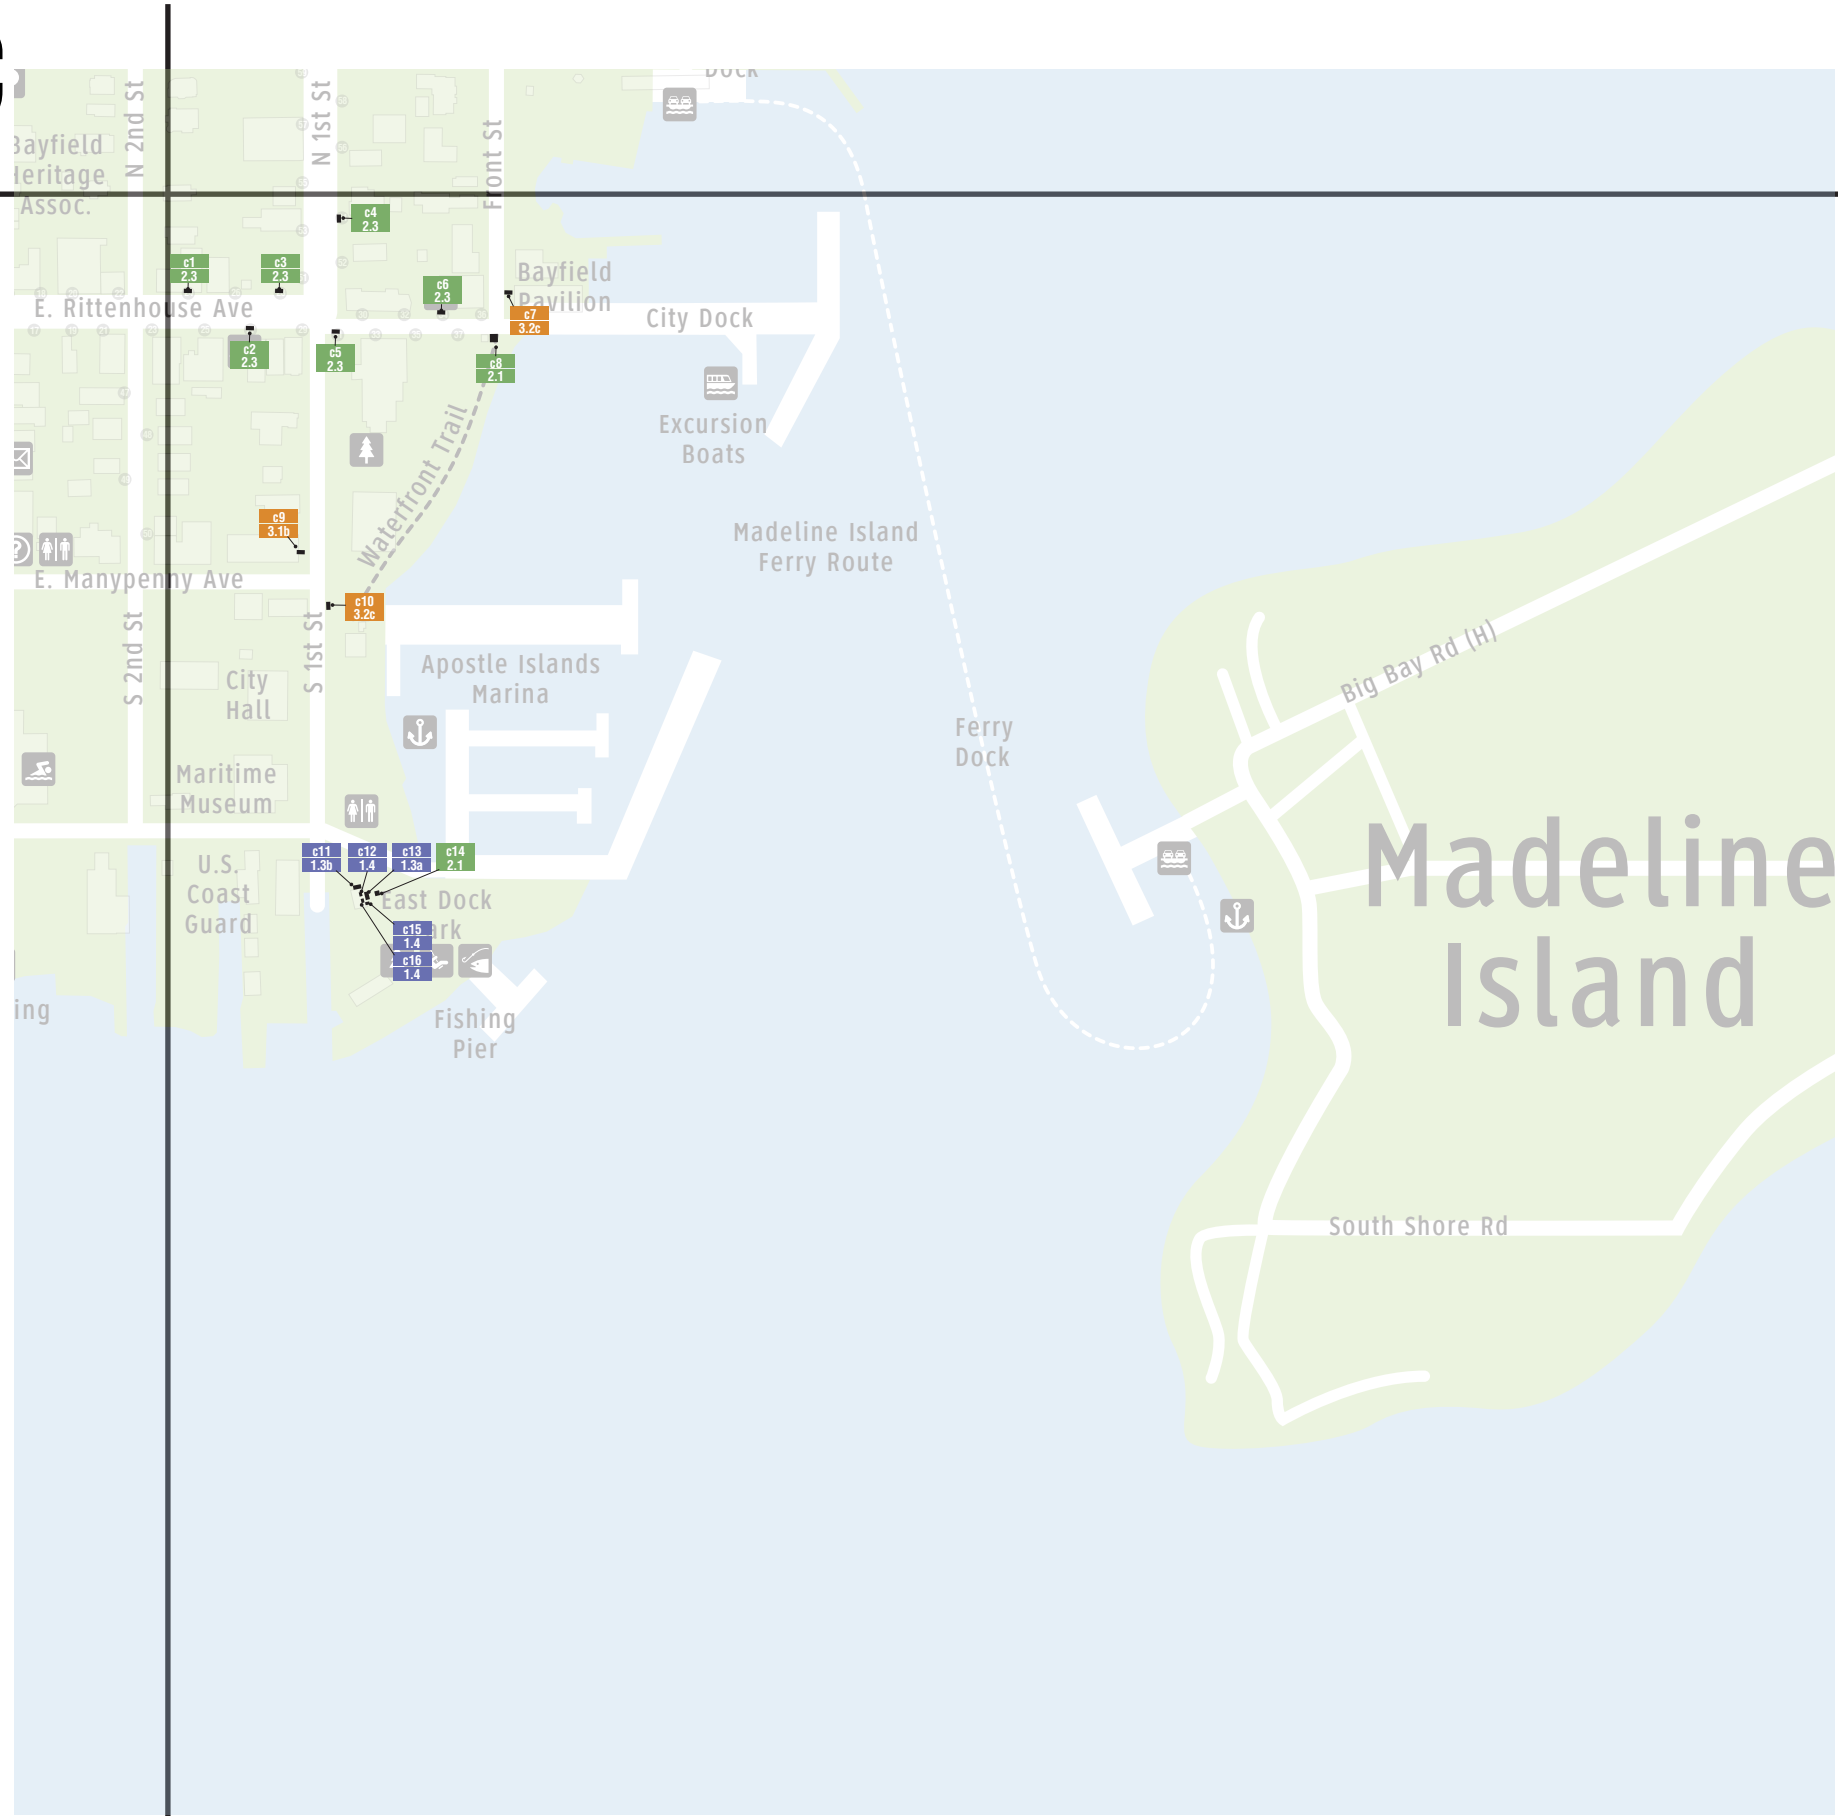 Dock
N 2nd St
N 1st St
Front St
Bayfield
Heritage
Assoc.
c4
2.3
c1
2.3
c3
2.3
c6
2.3
Bayfield
Pavilion
E. Rittenhouse Ave
c7
3.2c
City Dock
c2
2.3
c5
2.3
c8
2.1
Excursion
Boats
Waterfront Trail
c9
3.1b
Madeline Island
Ferry Route
E. Manypenny Ave
c10
3.2c
S 2nd St
S 1st St
Big Bay Rd (H)
Apostle Islands
Marina
City
Hall
Ferry
Dock
Maritime
Museum
Madeline
Island
c11
1.3b
c12
1.4
c13
1.3a
c14
2.1
U.S.
Coast
Guard
East Dock
ark
c15
1.4
c16
1.4
ing
Fishing
Pier
South Shore Rd